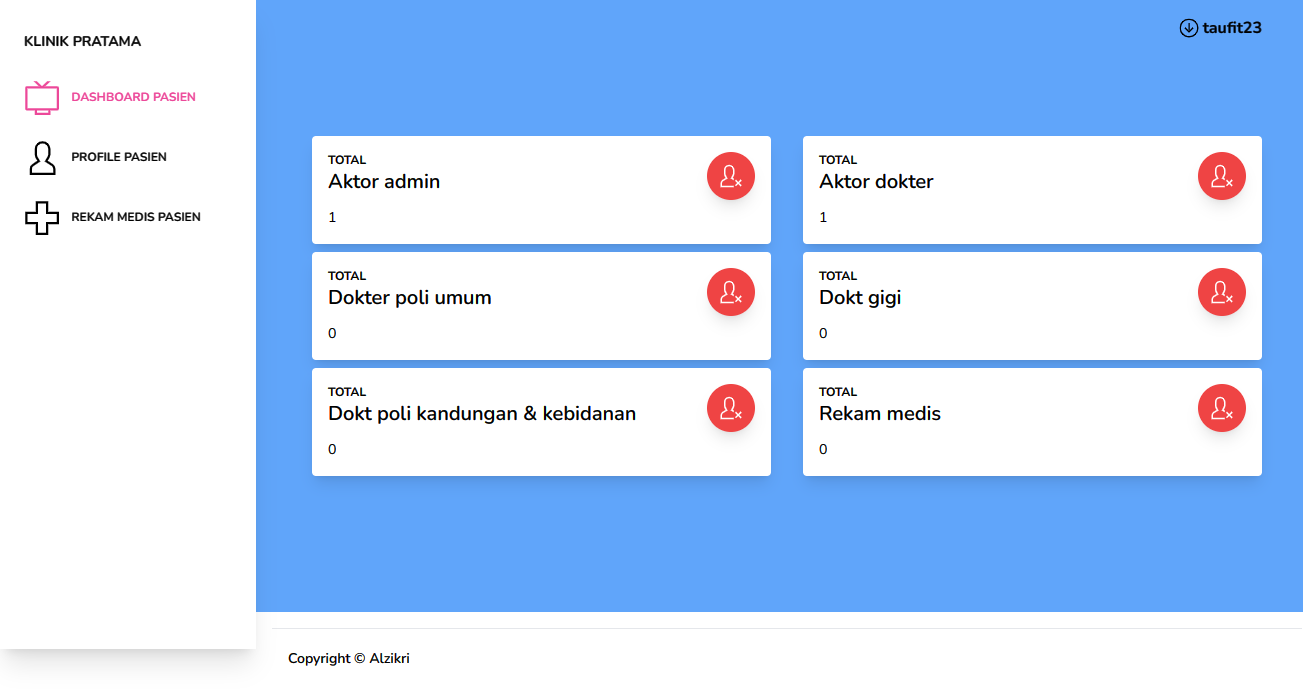 KLINIK PRATAMA
DASHBOARD PASIEN
PROFILE PASIEN
REKAM MEDIS PASIEN
taufit23
TOTAL
Aktor admin
1
TOTAL
Aktor dokter
1
TOTAL
Dokter poli umum
0
TOTAL
Dokt gigi
0
TOTAL
Dokt poli kandungan & kebidanan
0
TOTAL
Rekam medis
0
Copyright © Alzikri